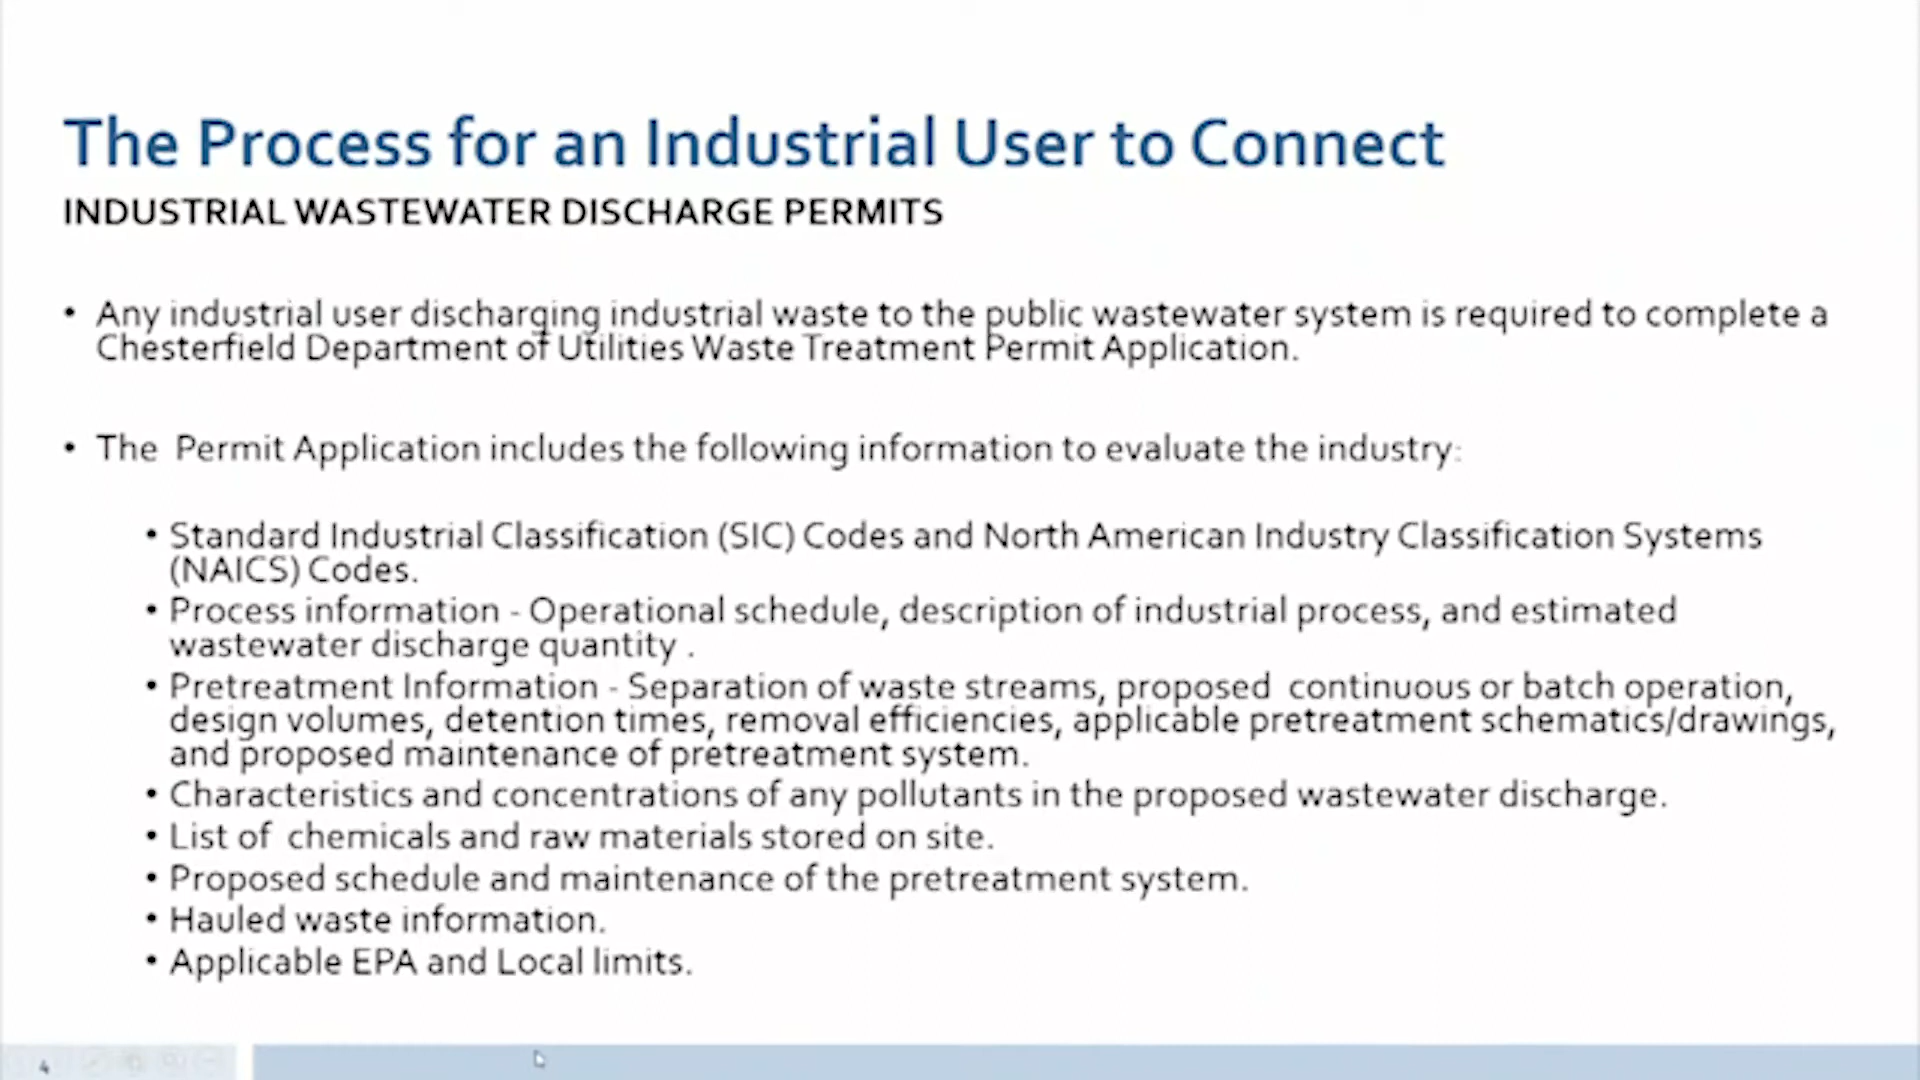 The Process for an Industrial User to Connect
INDUSTRIAL WASTEWATER DISCHARGE PERMITS
• Any industrial user discharging industrial waste to the public wastewater system is required to complete a
Chesterfield Department of Utilities Waste Treatment Permit Application.
• The Permit Application includes the following information to evaluate the industry:
• Standard Industrial Classification (SIC) Codes and North American Industry Classification Systems
(NAICS) Codes.
• Process information - Operational schedule, description of industrial process, and estimated
wastewater discharge quantity .
• Pretreatment Information - Separation of waste streams, proposed continuous or batch operation,
design volumes, detention times, removal efficiencies, applicable pretreatment schematics/drawings,
and proposed maintenance of pretreatment system.
• Characteristics and concentrations of any pollutants in the proposed wastewater discharge.
• List of chemicals and raw materials stored on site.
• Proposed schedule and maintenance of the pretreatment system.
• Hauled waste information.
• Applicable EPA and Local limits.
4